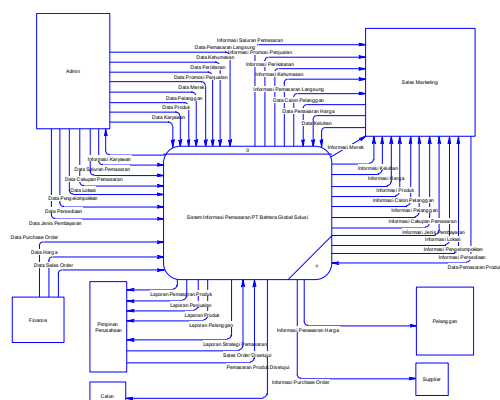 Informasi Saluran Pemasaran
Data Pemasaran Langsung
Informasi Promosi Penjualan
Data Kehumasan
Informasi Periklanan
Data Periklanan
Informasi Kehumasan
Admin
Sales Marketing
Data Promosi Penjualan
Data Merek
Informasi Pemasaran Langsung
Data Pelanggan
Data Calon Pelanggan
Data Produk
Data Penawaran Harga
Data Karyawan
Data Keluhan
Informasi Merek
0
Informasi Karyawan
Data Saluran Pemasaran
Informasi Keluhan
Data Cakupan Pemasaran
Informasi Harga
Data Lokasi
Informasi Produk
Data Pengelompokkan
Informasi Calon Pelanggan
Data Persediaan
Informasi Pelanggan
Data Jenis Pembayaran
Sistem Informasi Pemasaran PT Bahtera Global Solusi
Informasi Cakupan Pemasaran
Informasi Jenis Pembayaran
Data Purchase Order
Informasi Lokasi
Data Harga
Informasi Pengelompokkan
Informasi Persediaan
Data Sales Order
Data Pemasaran Produk
Laporan Pemasaran Produk
Laporan Penjualan
Laporan Produk
Laporan Pelanggan
Finance
Pimpinan
Perusahaan
Informasi Penawaran Harga
Pelanggan
Laporan Strategi Pemasaran
Sales Order Disetujui
Pemasaran Produk Disetujui
Informasi Purchase Order
Supplier
Calon